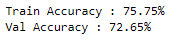 Train Accuracy : 75.75%
Val Accuracy : 72.65%